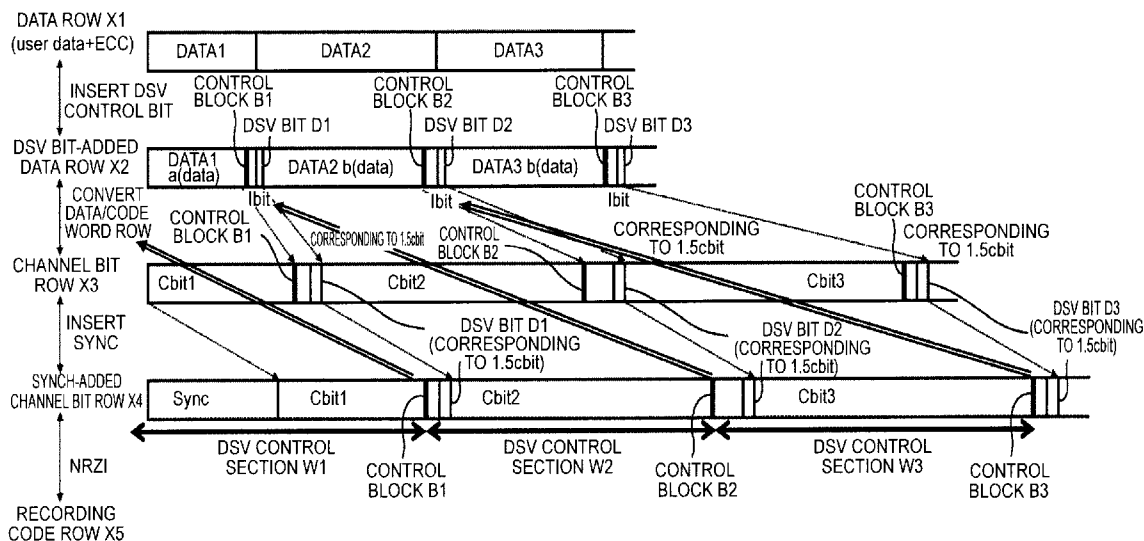 DATA ROW X1
(user data+ECC)
DATA1
DATA2
DATA3
INSERT DSV
CONTROL BIT
CONTROL
BLOCK B1
CONTROL
BLOCK B2
CONTROL
BLOCK B3
DSV BIT D1
DSV BIT D2
DSV BIT D3
DSV BIT-ADDED
DATA ROW X2
DATA1
a(data)
DATA2 b(data)
DATA3 b(data)
Ibit
Ibit
Ibit
CONVERT
DATA/CODE
WORD ROW
CONTROL
BLOCK B1
CORRESPONDING TO 1.5cbit
CONTROL
BLOCK B2
CORRESPONDING
TO 1.5cbit
CONTROL
BLOCK B3
CORRESPONDING
TO 1.5cbit
CHANNEL BIT
ROW X3
Cbit1
Cbit2
Cbit3
INSERT
SYNC
DSV BIT D1
(CORRESPONDING
TO 1.5cbit)
DSV BIT D2
(CORRESPONDING
TO 1.5cbit)
DSV BIT D3
(CORRESPONDING
TO 1.5cbit)
SYNCH-ADDED
CHANNEL BIT ROW X4
Sync
Cbit1
Cbit2
Cbit3
DSV CONTROL
SECTION W1
DSV CONTROL
SECTION W2
DSV CONTROL
SECTION W3
NRZI
CONTROL
BLOCK B1
CONTROL
BLOCK B2
CONTROL
BLOCK B3
RECORDING
CODE ROW X5